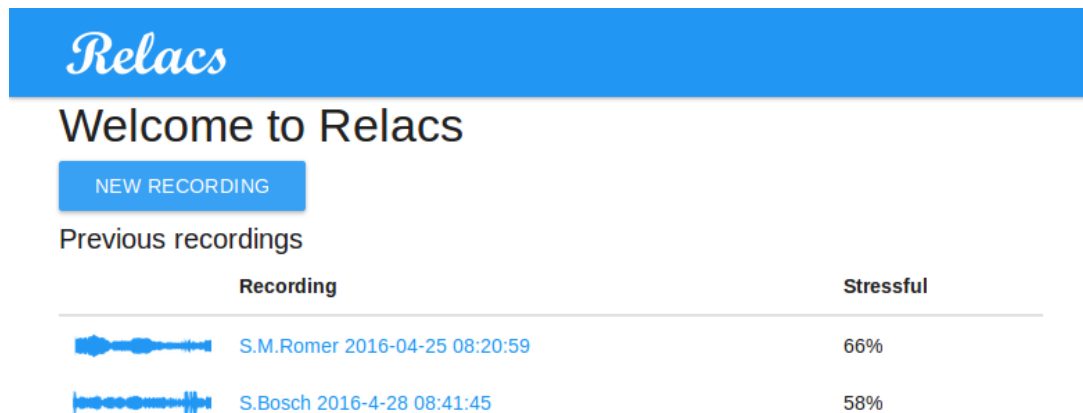 Relacs
Welcome to Relacs
NEW RECORDING
Previous recordings
Recording Stressful
S.M.Romer 2016-04-25 08:20:59 66%
S.Bosch 2016-4-28 08:41:45 58%